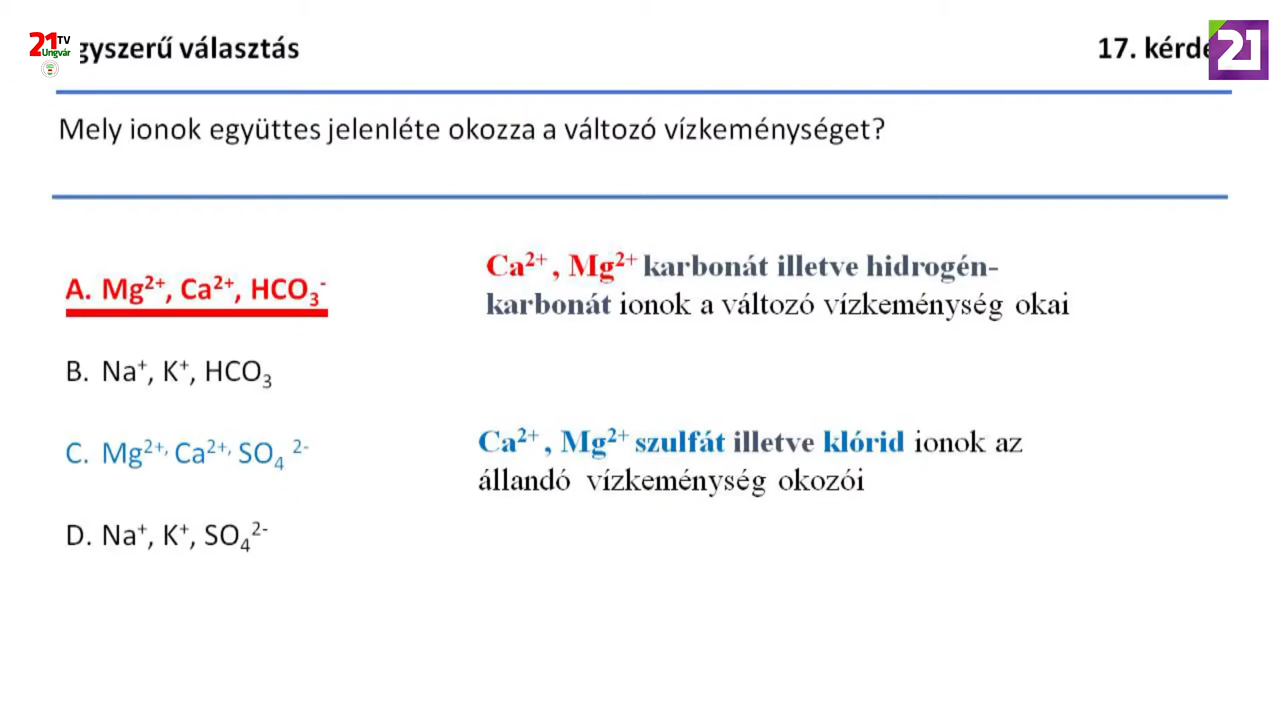 21 TV
Ungvár
gyszerű választás
17. kérde
21
Mely ionok együttes jelenléte okozza a változó vízkeménységet?
A. Mg²⁺, Ca²⁺, HCO₃⁻
Ca²⁺ , Mg²⁺ karbonát illetve hidrogén-
karbonát ionok a változó vízkeménység okai
B. Na⁺, K⁺, HCO₃
C. Mg²⁺, Ca²⁺, SO₄ ²⁻
Ca²⁺ , Mg²⁺ szulfát illetve klórid ionok az
állandó vízkeménység okozói
D. Na⁺, K⁺, SO₄²⁻